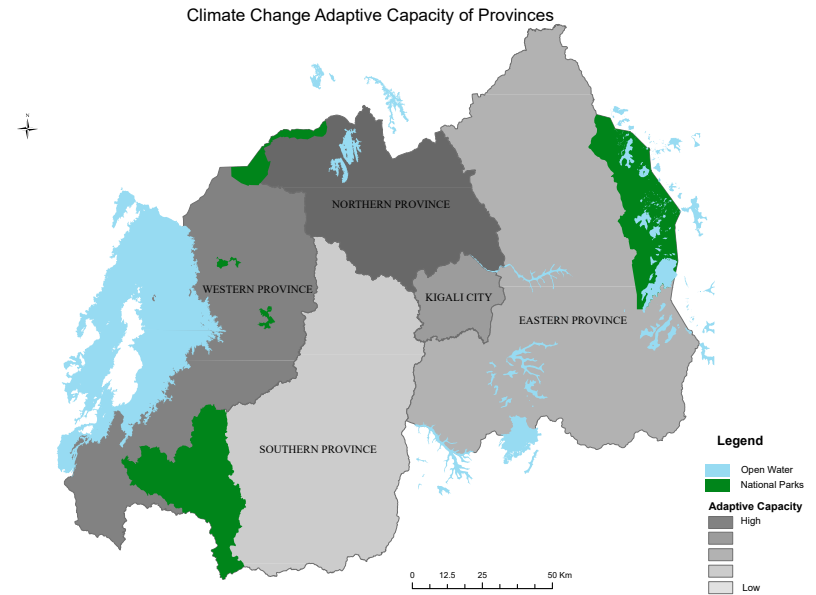 Climate Change Adaptive Capacity of Provinces
N
NORTHERN PROVINCE
WESTERN PROVINCE
KIGALI CITY
EASTERN PROVINCE
SOUTHERN PROVINCE
Legend
Open Water
National Parks
Adaptive Capacity
High
Low
0 12.5 25 50 Km